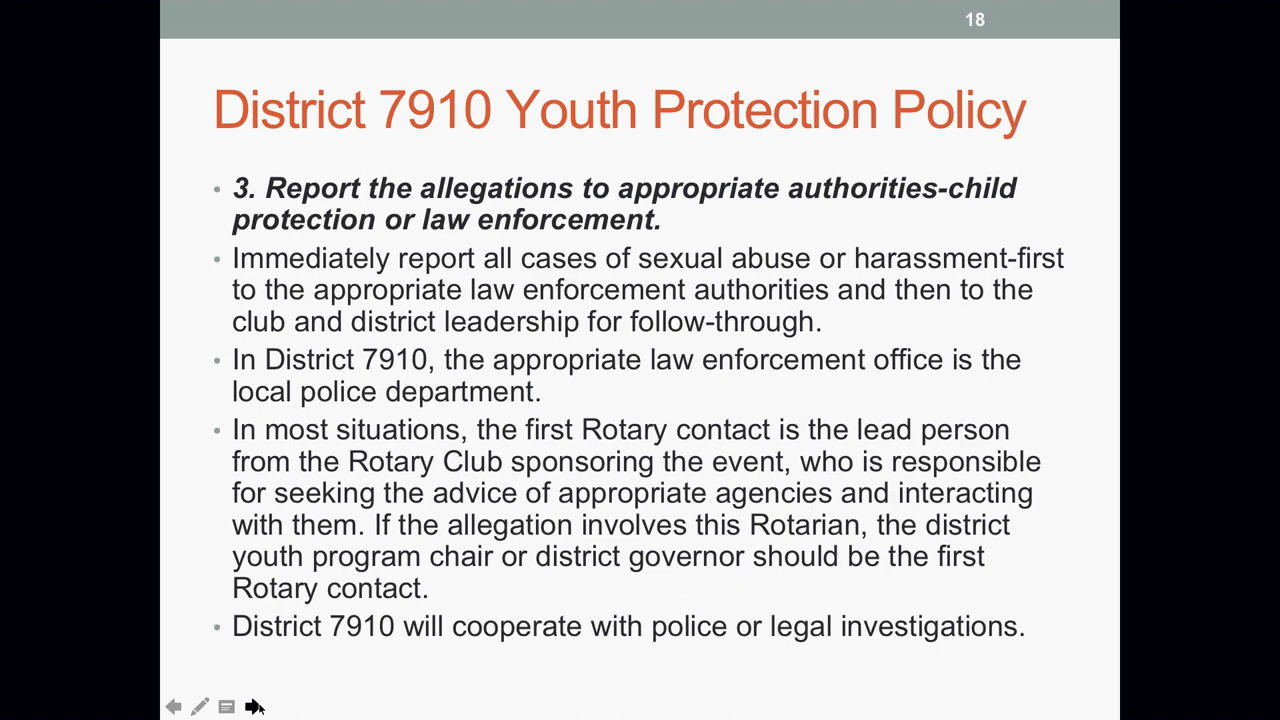 18
District 7910 Youth Protection Policy
• 3. Report the allegations to appropriate authorities-child
protection or law enforcement.
• Immediately report all cases of sexual abuse or harassment-first
to the appropriate law enforcement authorities and then to the
club and district leadership for follow-through.
• In District 7910, the appropriate law enforcement office is the
local police department.
• In most situations, the first Rotary contact is the lead person
from the Rotary Club sponsoring the event, who is responsible
for seeking the advice of appropriate agencies and interacting
with them. If the allegation involves this Rotarian, the district
youth program chair or district governor should be the first
Rotary contact.
• District 7910 will cooperate with police or legal investigations.